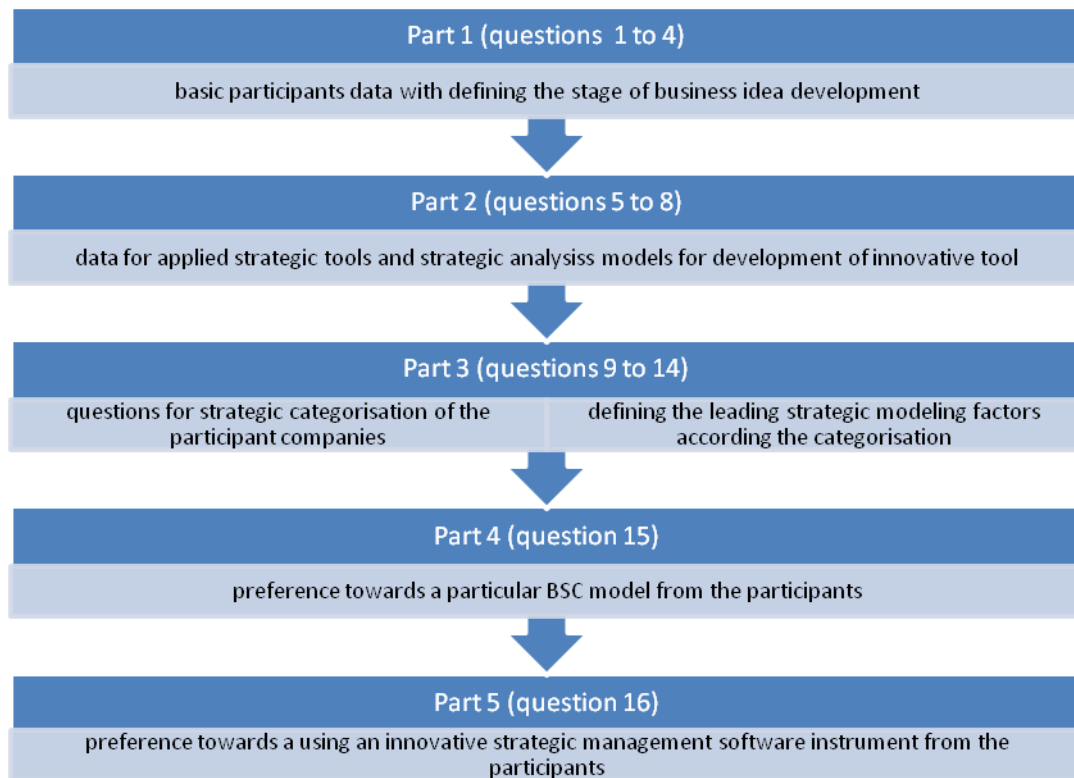 Part 1 (questions  1 to 4)
basic participants data with defining the stage of business idea development
Part 2 (questions 5 to 8)
data for applied strategic tools and strategic analysiss models for development of innovative tool
Part 3 (questions 9 to 14)
questions for strategic categorisation of the
participant companies
defining the leading strategic modeling factors
according the categorisation
Part 4 (question 15)
preference towards a particular BSC model from the participants
Part 5 (question 16)
preference towards a using an innovative strategic management software instrument from the
participants